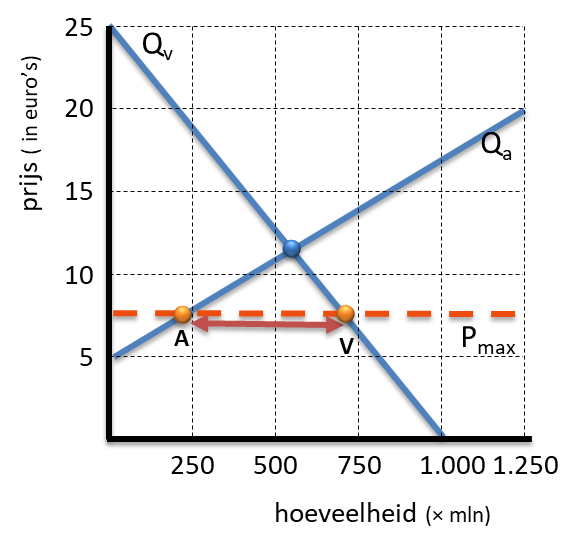 25
Qv
20
prijs ( in euro's)
Qa
15
10
A
V
Pmax
5
250 500 750 1.000 1.250
hoeveelheid (× mln)